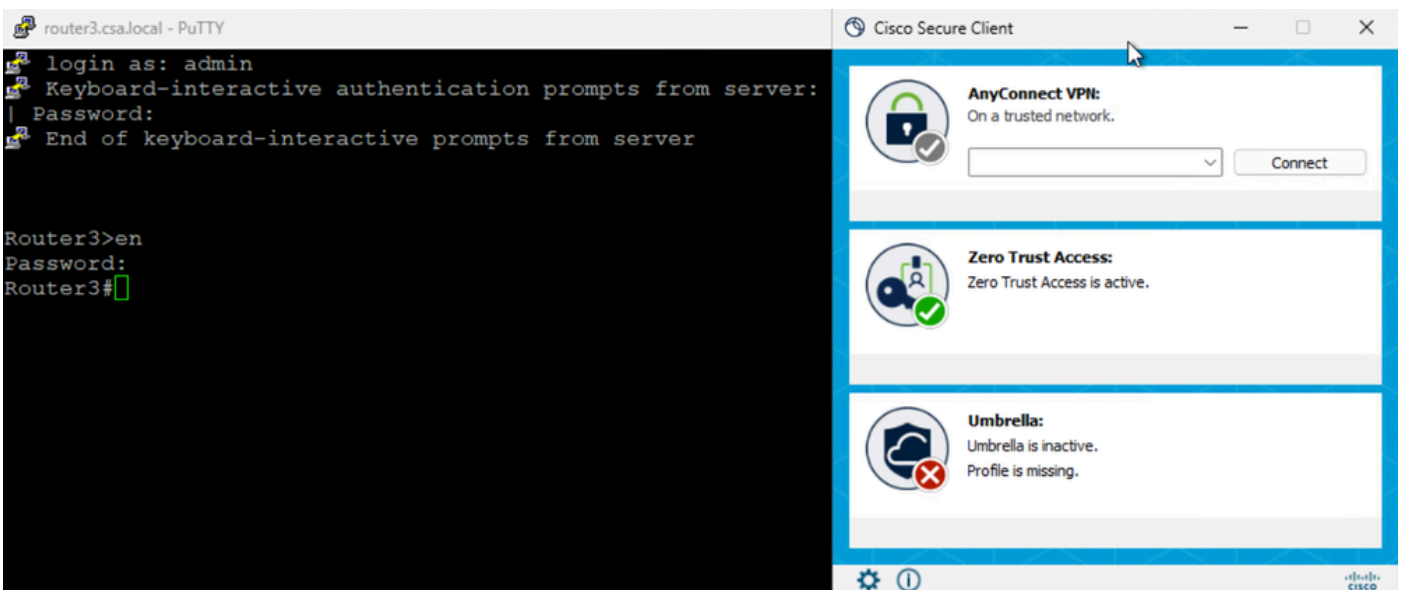 router3.csa.local - PuTTY
login as: admin
Keyboard-interactive authentication prompts from server:
| Password:
End of keyboard-interactive prompts from server
Router3>en
Password:
Router3#
Cisco Secure Client
AnyConnect VPN:
On a trusted network.
Connect
Zero Trust Access:
Zero Trust Access is active.
Umbrella:
Umbrella is inactive.
Profile is missing.
CISCO